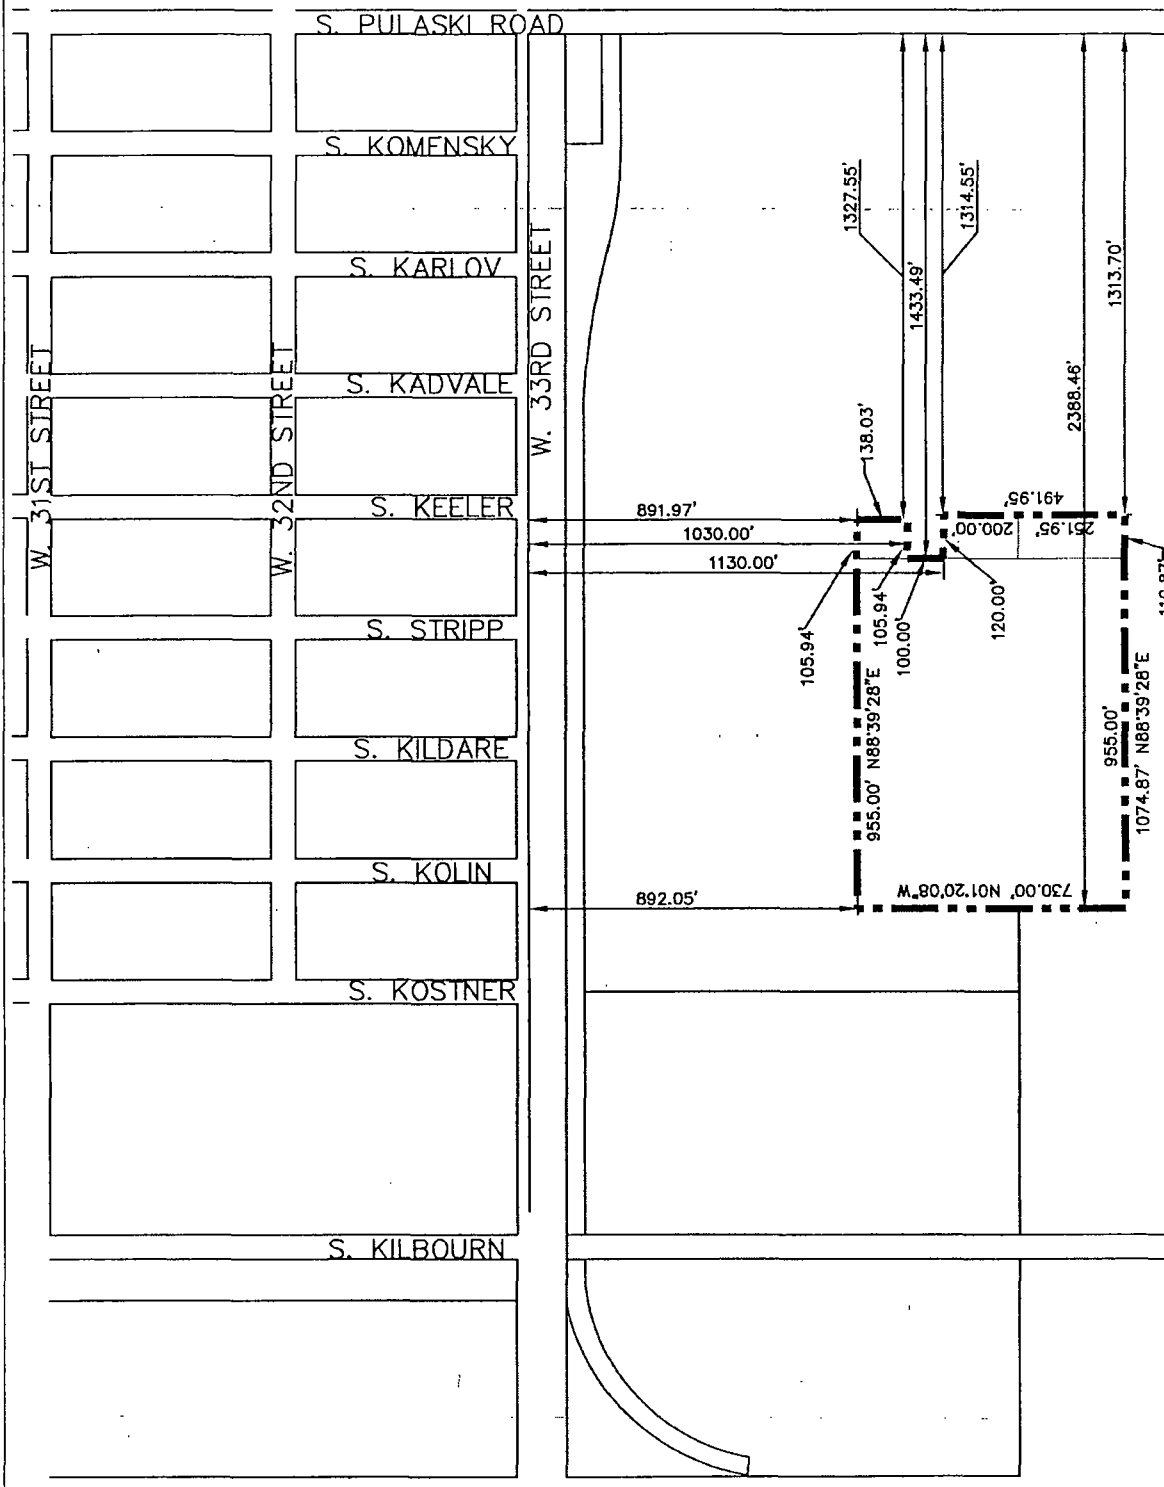 S. PULASKI ROAD
S. KOMENSKY
S. KARLOV
S. KADVALE
S. KEELER
S. STRIPP
S. KILDARE
S. KOLIN
S. KOSTNER
S. KILBOURN
W. 31ST STREET
W. 32ND STREET
W. 33RD STREET
1327.55'
1433.49'
1314.55'
2388.46'
1313.70'
138.03'
891.97'
1030.00'
1130.00'
491.95'
200.00'
251.95'
105.94'
105.94'
100.00'
120.00'
955.00' N88°39'28"E
955.00'
1074.87' N88°39'28"E
730.00' N01°20'08"W
892.05'